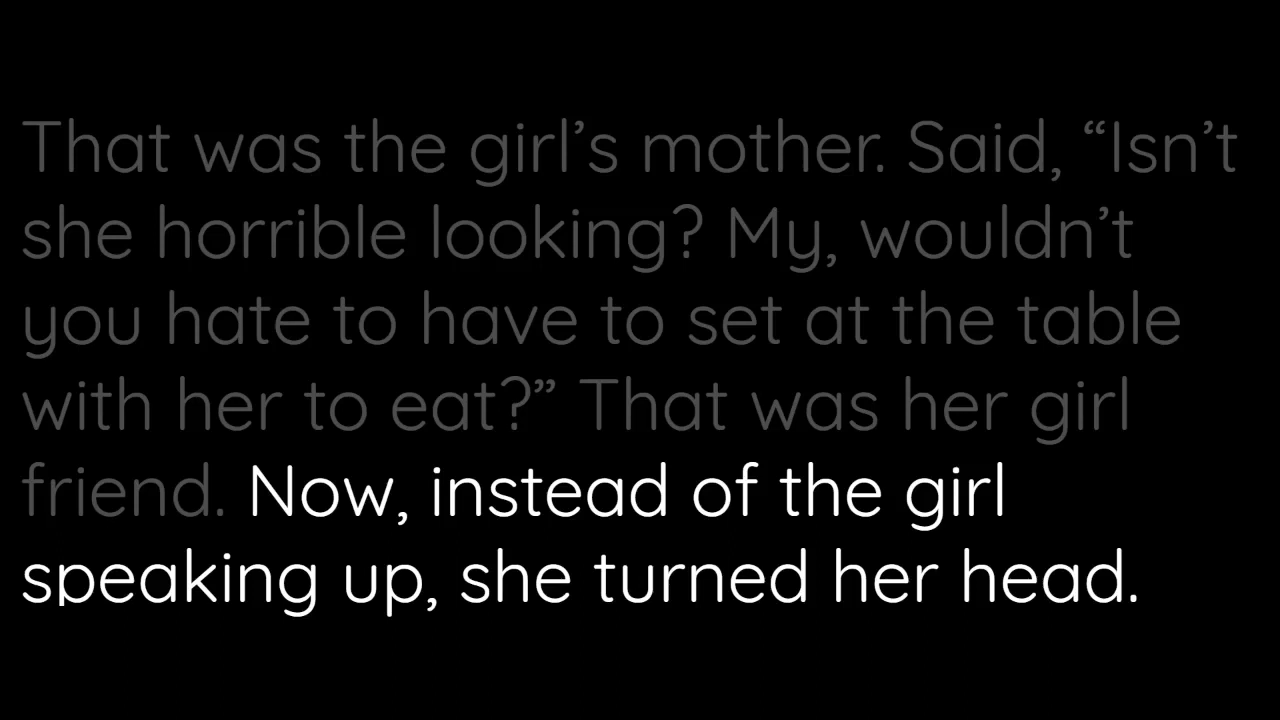 That was the girl’s mother. Said, “Isn’t
she horrible looking? My, wouldn’t
you hate to have to set at the table
with her to eat?” That was her girl
friend. Now, instead of the girl
speaking up, she turned her head.